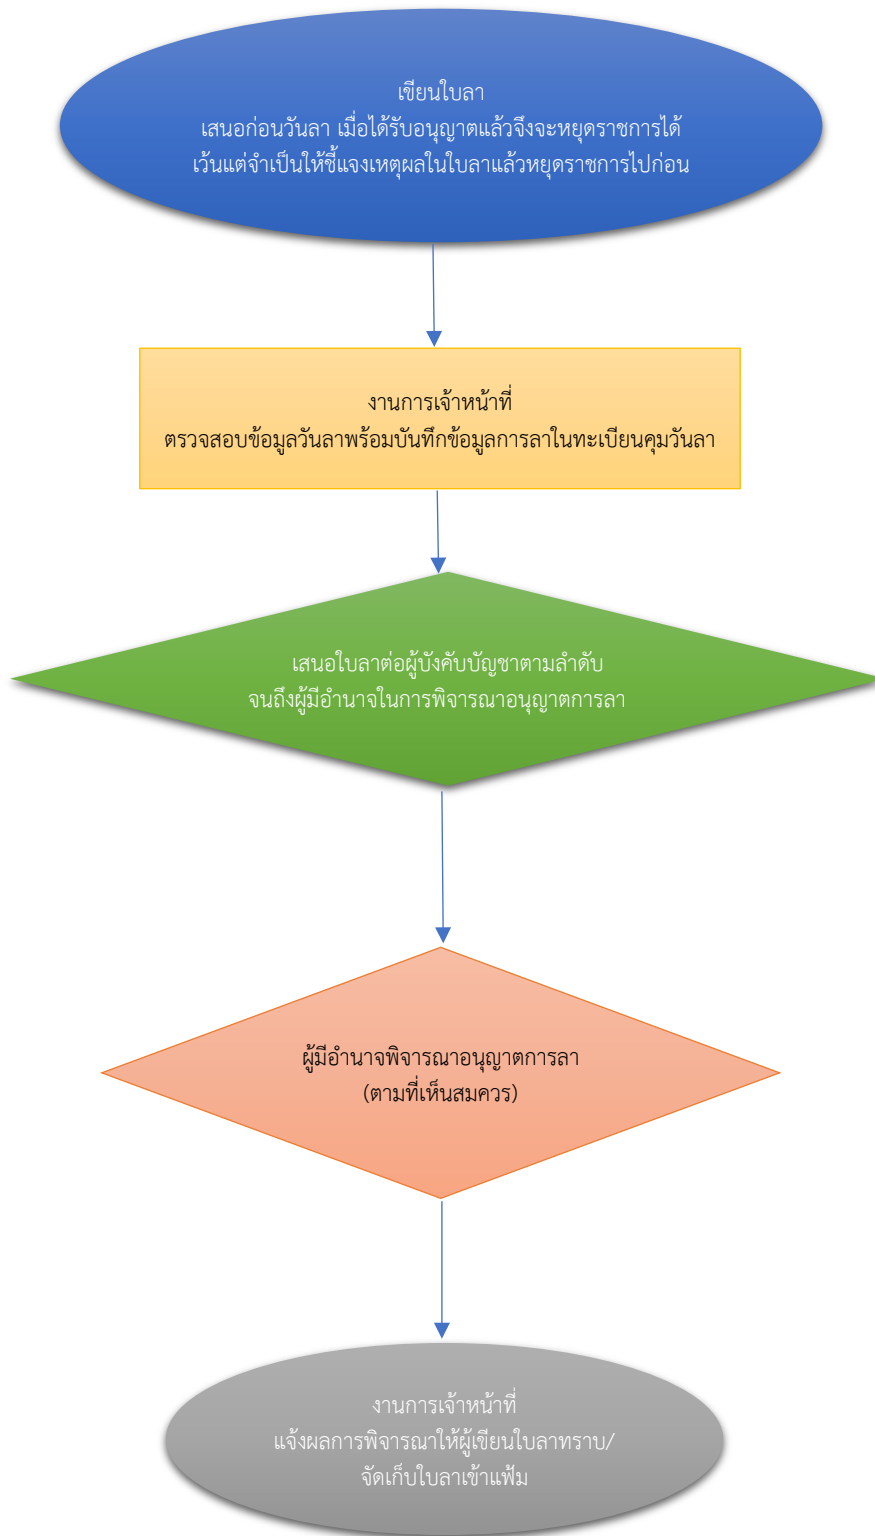 เขียนใบลา
เสนอก่อนวันลา เมื่อได้รับอนุญาตแล้วจึงจะหยุดราชการได้
เว้นแต่จำเป็นให้ชี้แจงเหตุผลในใบลาแล้วหยุดราชการไปก่อน
งานการเจ้าหน้าที่
ตรวจสอบข้อมูลวันลาพร้อมบันทึกข้อมูลการลาในทะเบียนคุมวันลา
เสนอใบลาต่อผู้บังคับบัญชาตามลำดับ
จนถึงผู้มีอำนาจในการพิจารณาอนุญาตการลา
ผู้มีอำนาจพิจารณาอนุญาตการลา
(ตามที่เห็นสมควร)
งานการเจ้าหน้าที่
แจ้งผลการพิจารณาให้ผู้เขียนใบลาทราบ/
จัดเก็บใบลาเข้าแฟ้ม